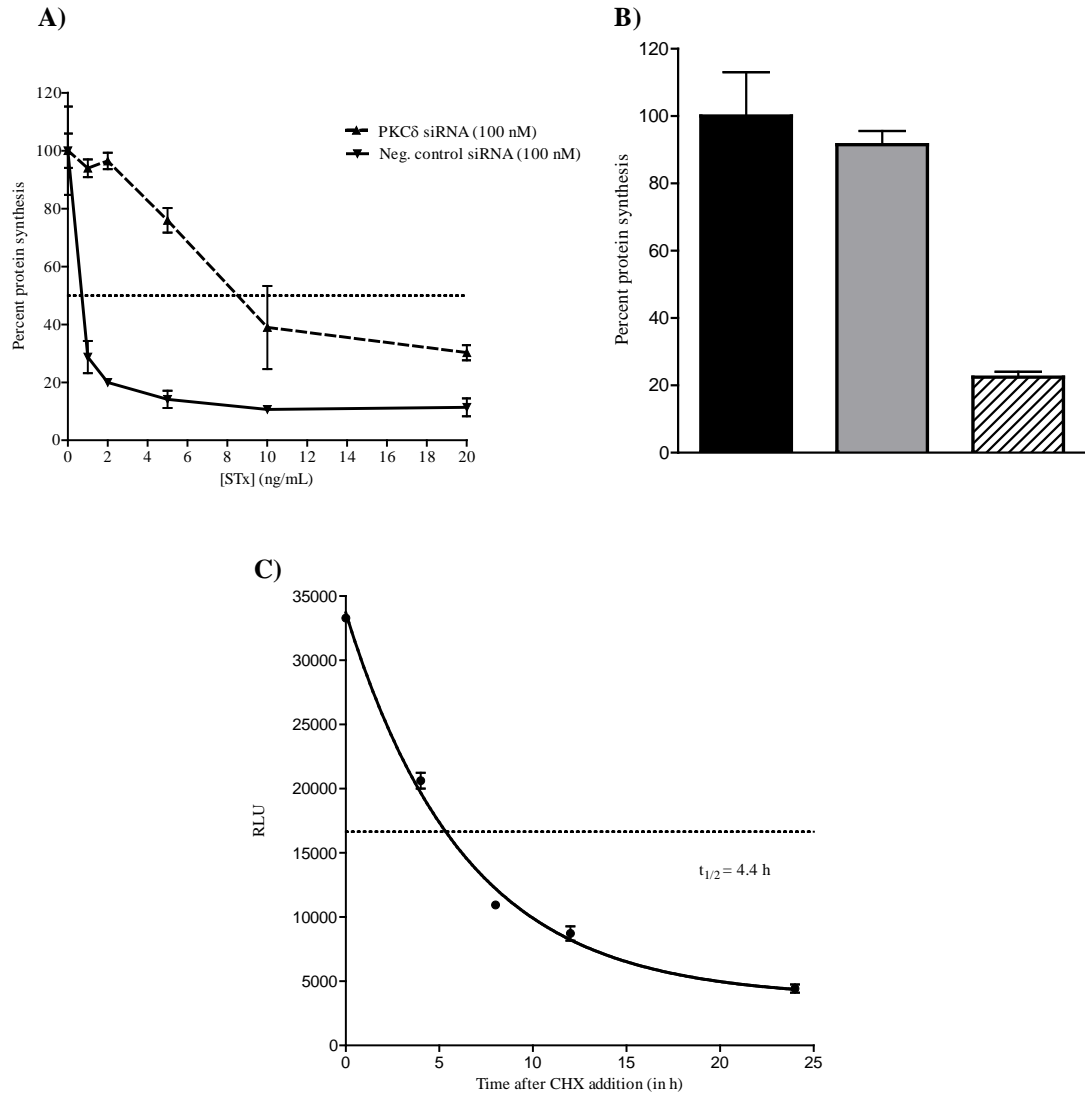 A)
Percent protein synthesis
120
100
80
60
40
20
0
0 2 4 6 8 10 12 14 16 18 20
[STx] (ng/mL)
PKCδ siRNA (100 nM)
Neg. control siRNA (100 nM)
B)
Percent protein synthesis
120
100
80
60
40
20
0
C)
RLU
35000
30000
25000
20000
15000
10000
5000
0
t1/2 = 4.4 h
0 5 10 15 20 25
Time after CHX addition (in h)